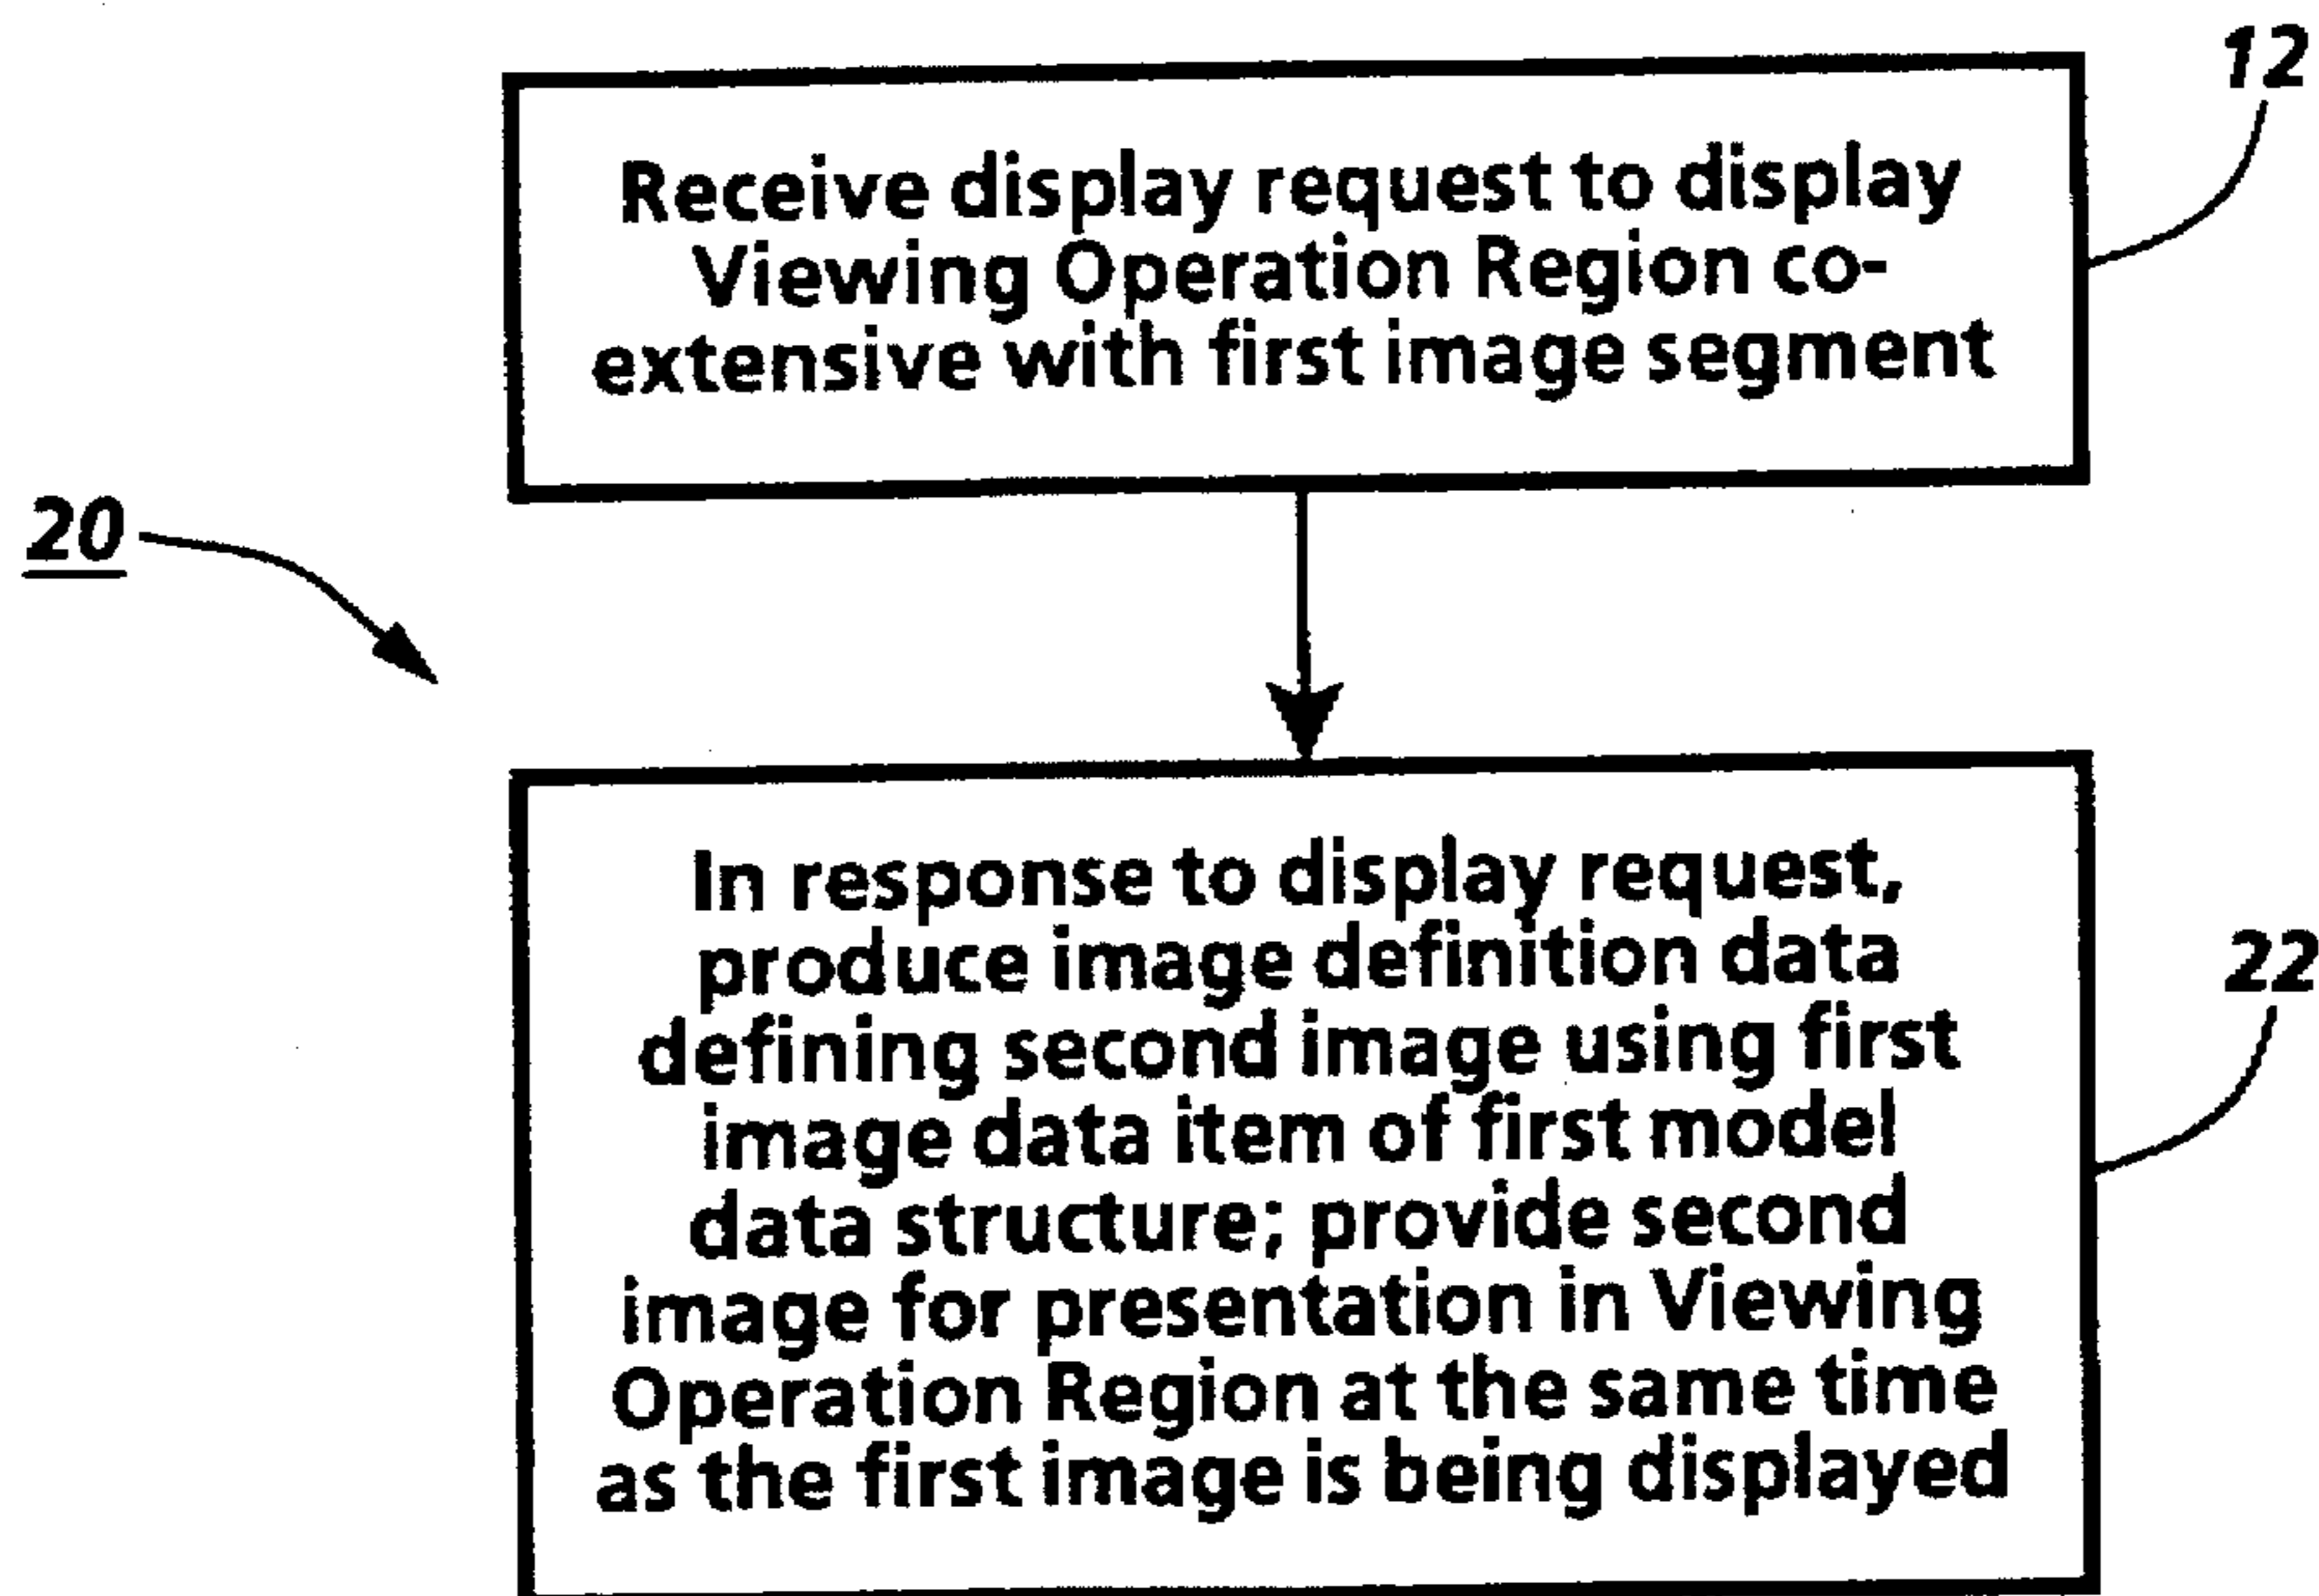 12
Receive display request to display
Viewing Operation Region co-
extensive with first image segment
20
In response to display request,
produce image definition data
defining second image using first
image data item of first model
data structure; provide second
image for presentation in Viewing
Operation Region at the same time
as the first image is being displayed
22